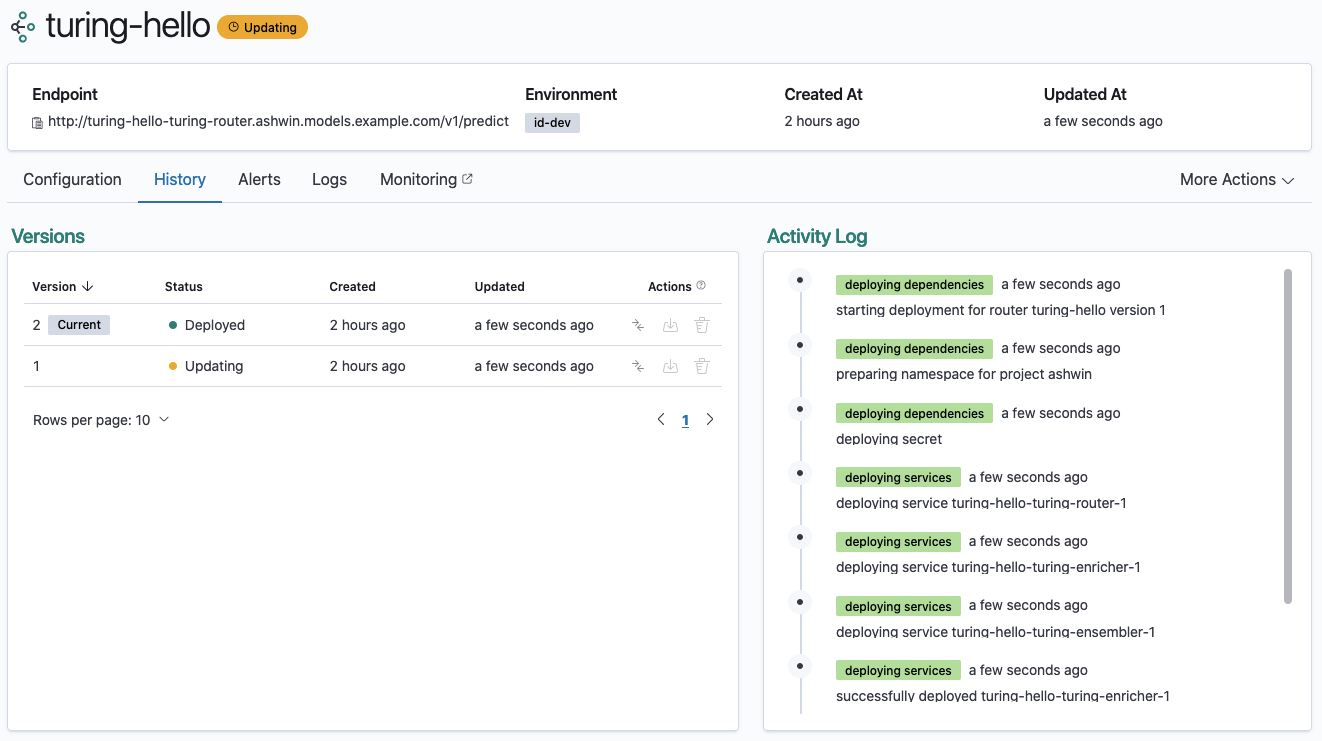 turing-hello Updating
Endpoint Environment Created At Updated At
http://turing-hello-turing-router.ashwin.models.example.com/v1/predict id-dev 2 hours ago a few seconds ago
Configuration History Alerts Logs Monitoring More Actions
Versions
Version Status Created Updated Actions
2 Current Deployed 2 hours ago a few seconds ago
1 Updating 2 hours ago a few seconds ago
Rows per page: 10 1
Activity Log
deploying dependencies a few seconds ago
starting deployment for router turing-hello version 1
deploying dependencies a few seconds ago
preparing namespace for project ashwin
deploying dependencies a few seconds ago
deploying secret
deploying services a few seconds ago
deploying service turing-hello-turing-router-1
deploying services a few seconds ago
deploying service turing-hello-turing-enricher-1
deploying services a few seconds ago
deploying service turing-hello-turing-ensembler-1
deploying services a few seconds ago
successfully deployed turing-hello-turing-enricher-1